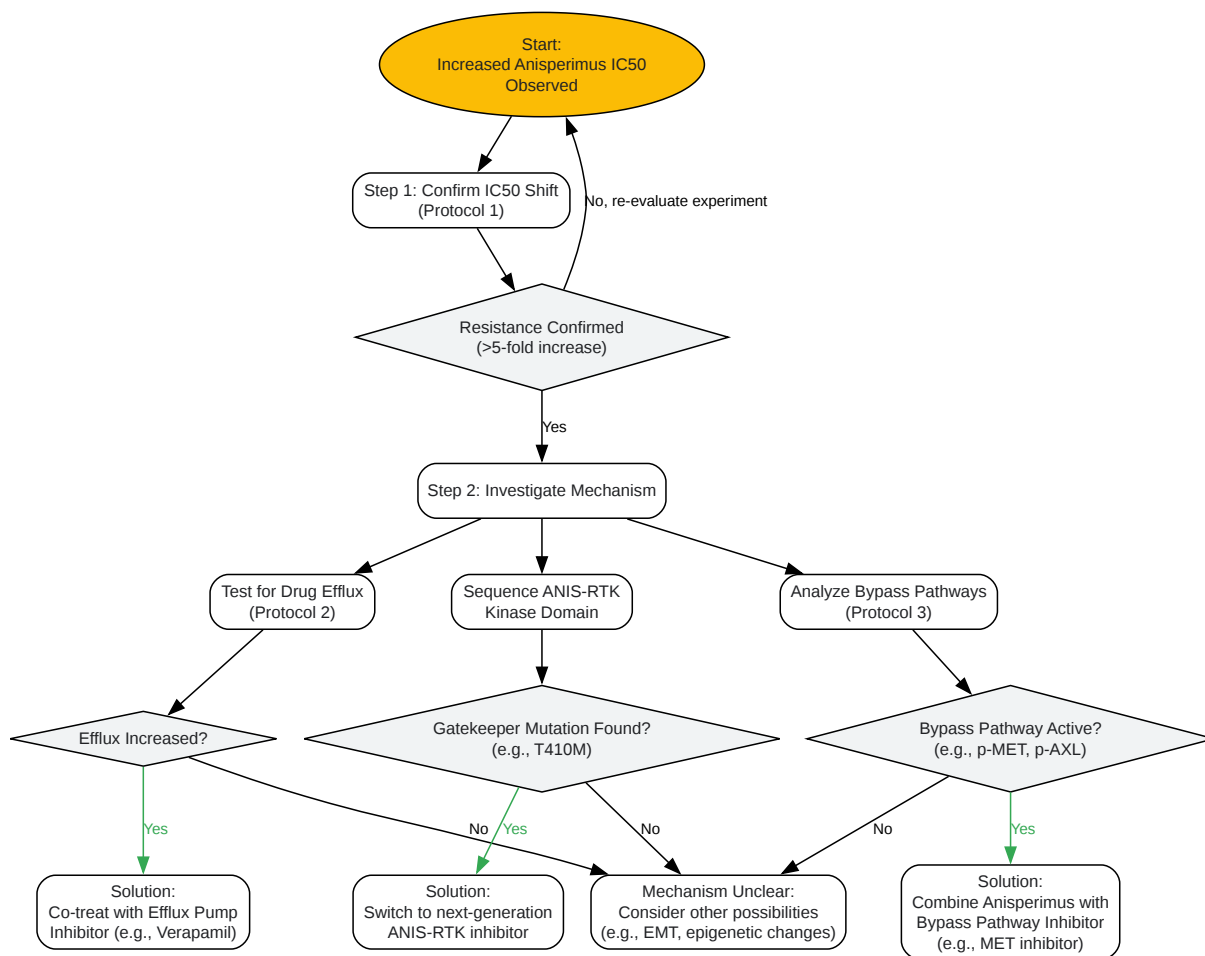 Start:
Increased Anisperimus IC50
Observed
Step 1: Confirm IC50 Shift
(Protocol 1)
No, re-evaluate experiment
Resistance Confirmed
(>5-fold increase)
Yes
Step 2: Investigate Mechanism
Test for Drug Efflux
(Protocol 2)
Sequence ANIS-RTK
Kinase Domain
Analyze Bypass Pathways
(Protocol 3)
Efflux Increased?
Gatekeeper Mutation Found?
(e.g., T410M)
Bypass Pathway Active?
(e.g., p-MET, p-AXL)
Yes
No
Yes
No
No
Yes
Solution:
Co-treat with Efflux Pump
Inhibitor (e.g., Verapamil)
Solution:
Switch to next-generation
ANIS-RTK inhibitor
Mechanism Unclear:
Consider other possibilities
(e.g., EMT, epigenetic changes)
Solution:
Combine Anisperimus with
Bypass Pathway Inhibitor
(e.g., MET inhibitor)